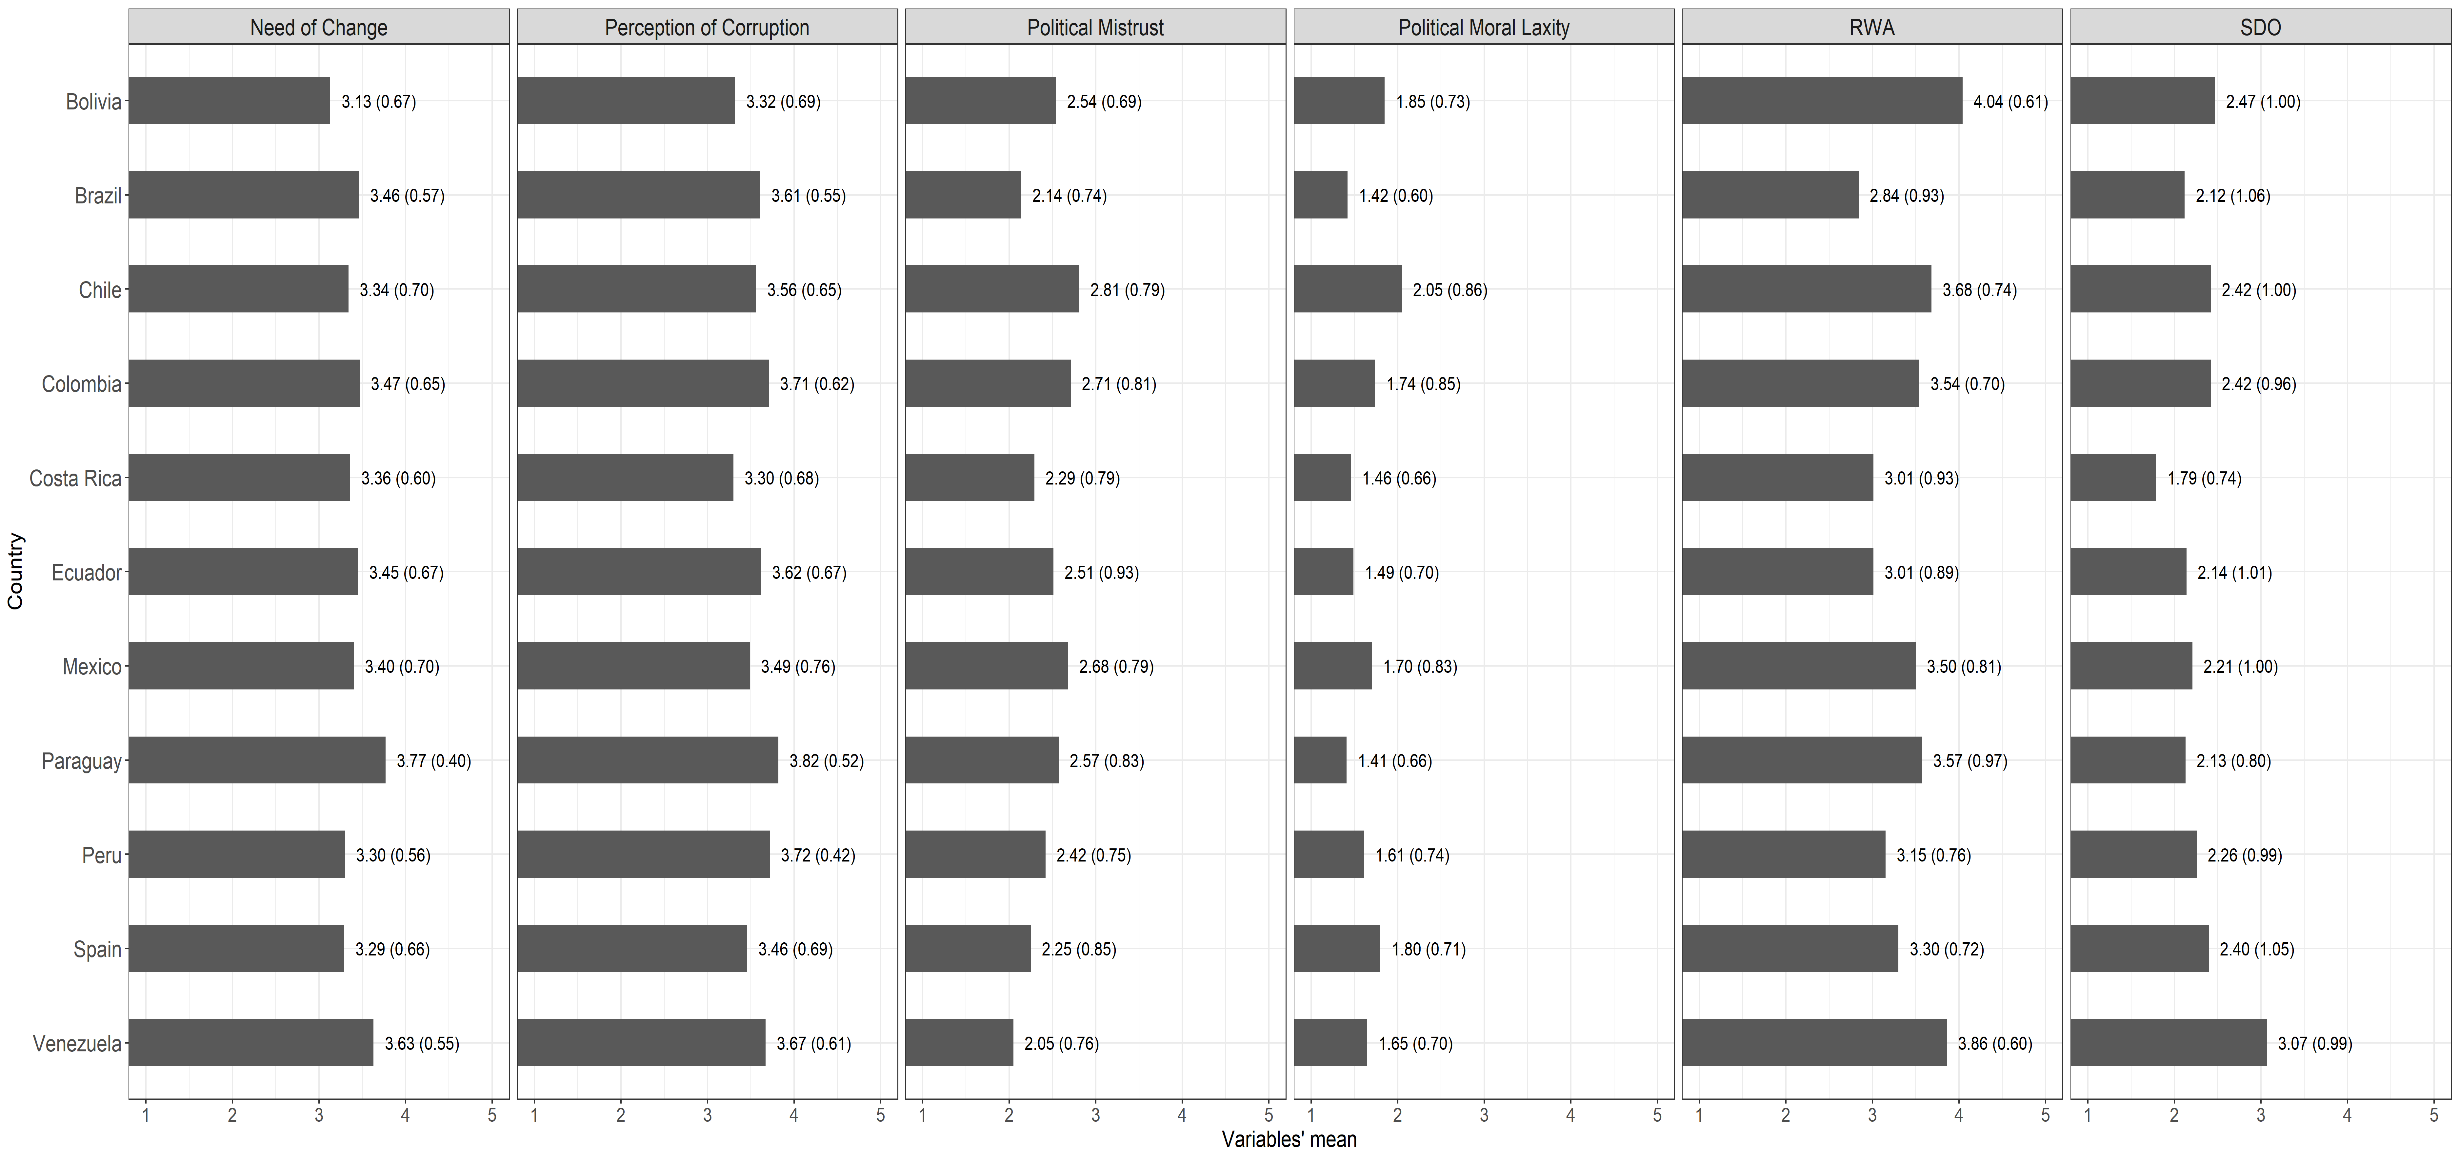 Need of Change Perception of Corruption Political Mistrust Political Moral Laxity RWA SDO
Bolivia 3.13 (0.67) 3.32 (0.69) 2.54 (0.69) 1.85 (0.73) 4.04 (0.61) 2.47 (1.00)
Brazil 3.46 (0.57) 3.61 (0.55) 2.14 (0.74) 1.42 (0.60) 2.84 (0.93) 2.12 (1.06)
Chile 3.34 (0.70) 3.56 (0.65) 2.81 (0.79) 2.05 (0.86) 3.68 (0.74) 2.42 (1.00)
Colombia 3.47 (0.65) 3.71 (0.62) 2.71 (0.81) 1.74 (0.85) 3.54 (0.70) 2.42 (0.96)
Costa Rica 3.36 (0.60) 3.30 (0.68) 2.29 (0.79) 1.46 (0.66) 3.01 (0.93) 1.79 (0.74)
Country
Ecuador 3.45 (0.67) 3.62 (0.67) 2.51 (0.93) 1.49 (0.70) 3.01 (0.89) 2.14 (1.01)
Mexico 3.40 (0.70) 3.49 (0.76) 2.68 (0.79) 1.70 (0.83) 3.50 (0.81) 2.21 (1.00)
Paraguay 3.77 (0.40) 3.82 (0.52) 2.57 (0.83) 1.41 (0.66) 3.57 (0.97) 2.13 (0.80)
Peru 3.30 (0.56) 3.72 (0.42) 2.42 (0.75) 1.61 (0.74) 3.15 (0.76) 2.26 (0.99)
Spain 3.29 (0.66) 3.46 (0.69) 2.25 (0.85) 1.80 (0.71) 3.30 (0.72) 2.40 (1.05)
Venezuela 3.63 (0.55) 3.67 (0.61) 2.05 (0.76) 1.65 (0.70) 3.86 (0.60) 3.07 (0.99)
1 2 3 4 5 1 2 3 4 5 1 2 3 4 5 1 2 3 4 5 1 2 3 4 5 1 2 3 4 5
Variables' mean